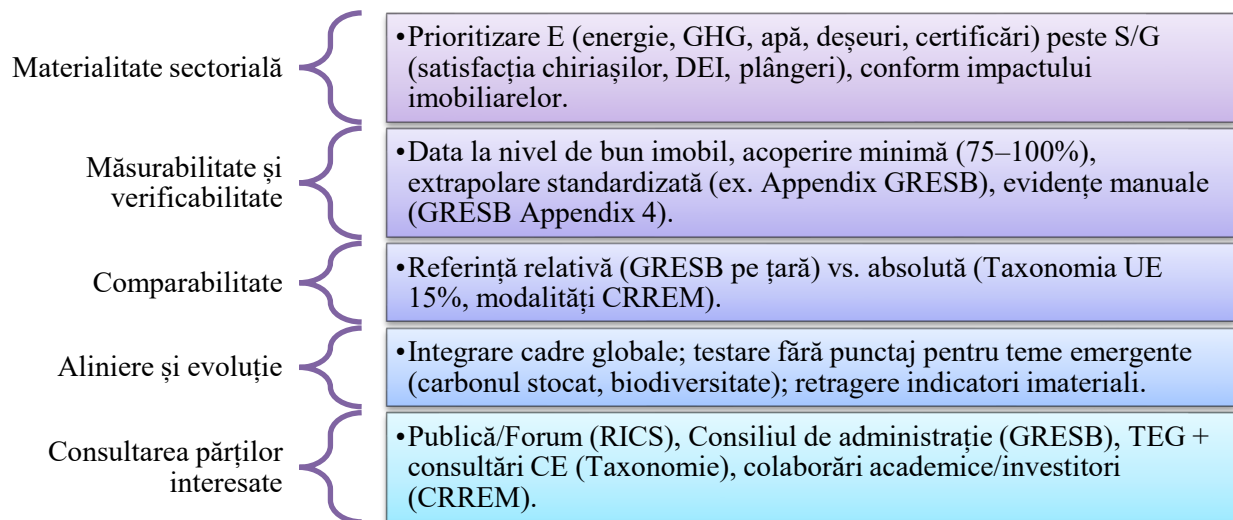 Materialitate sectorială
•Prioritizare E (energie, GHG, apă, deșeuri, certificări) peste S/G
(satisfacția chiriașilor, DEI, plângeri), conform impactului
imobiliarelor.
Măsurabilitate și
verificabilitate
•Data la nivel de bun imobil, acoperire minimă (75–100%),
extrapolare standardizată (ex. Appendix GRESB), evidențe manuale
(GRESB Appendix 4).
Comparabilitate
•Referință relativă (GRESB pe țară) vs. absolută (Taxonomia UE
15%, modalități CRREM).
Aliniere și evoluție
•Integrare cadre globale; testare fără punctaj pentru teme emergente
(carbonul stocat, biodiversitate); retragere indicatori imateriali.
Consultarea părților
interesate
•Publică/Forum (RICS), Consiliul de administrație (GRESB), TEG +
consultări CE (Taxonomie), colaborări academice/investitori
(CRREM).